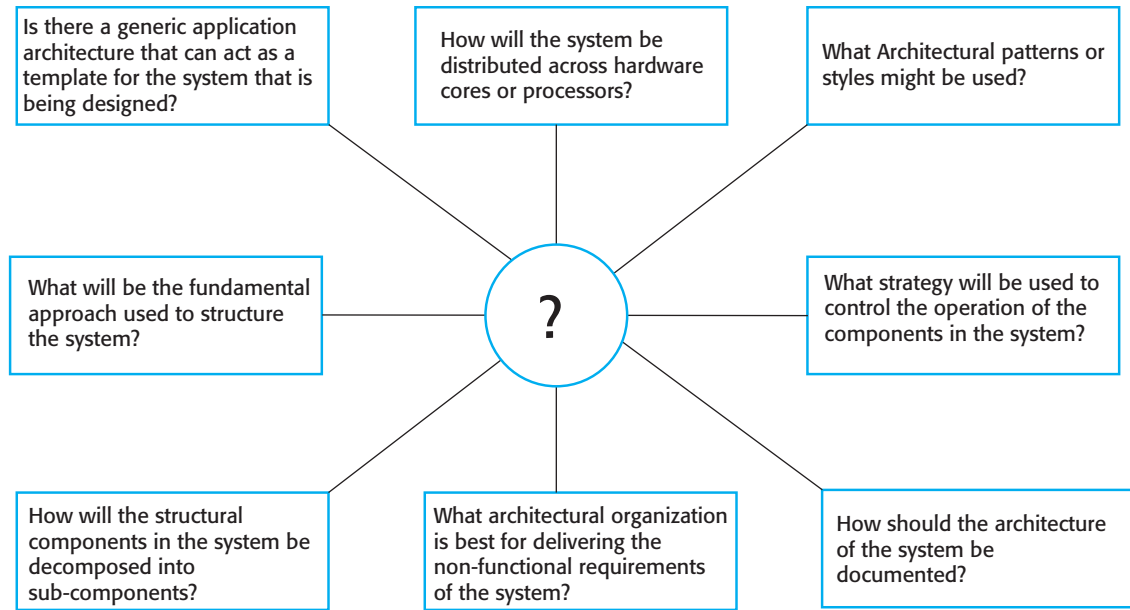 Is there a generic application
architecture that can act as a
template for the system that is
being designed?
How will the system be
distributed across hardware
cores or processors?
What Architectural patterns or
styles might be used?
What will be the fundamental
approach used to structure
the system?
?
What strategy will be used to
control the operation of the
components in the system?
How will the structural
components in the system be
decomposed into
sub-components?
What architectural organization
is best for delivering the
non-functional requirements
of the system?
How should the architecture
of the system be
documented?